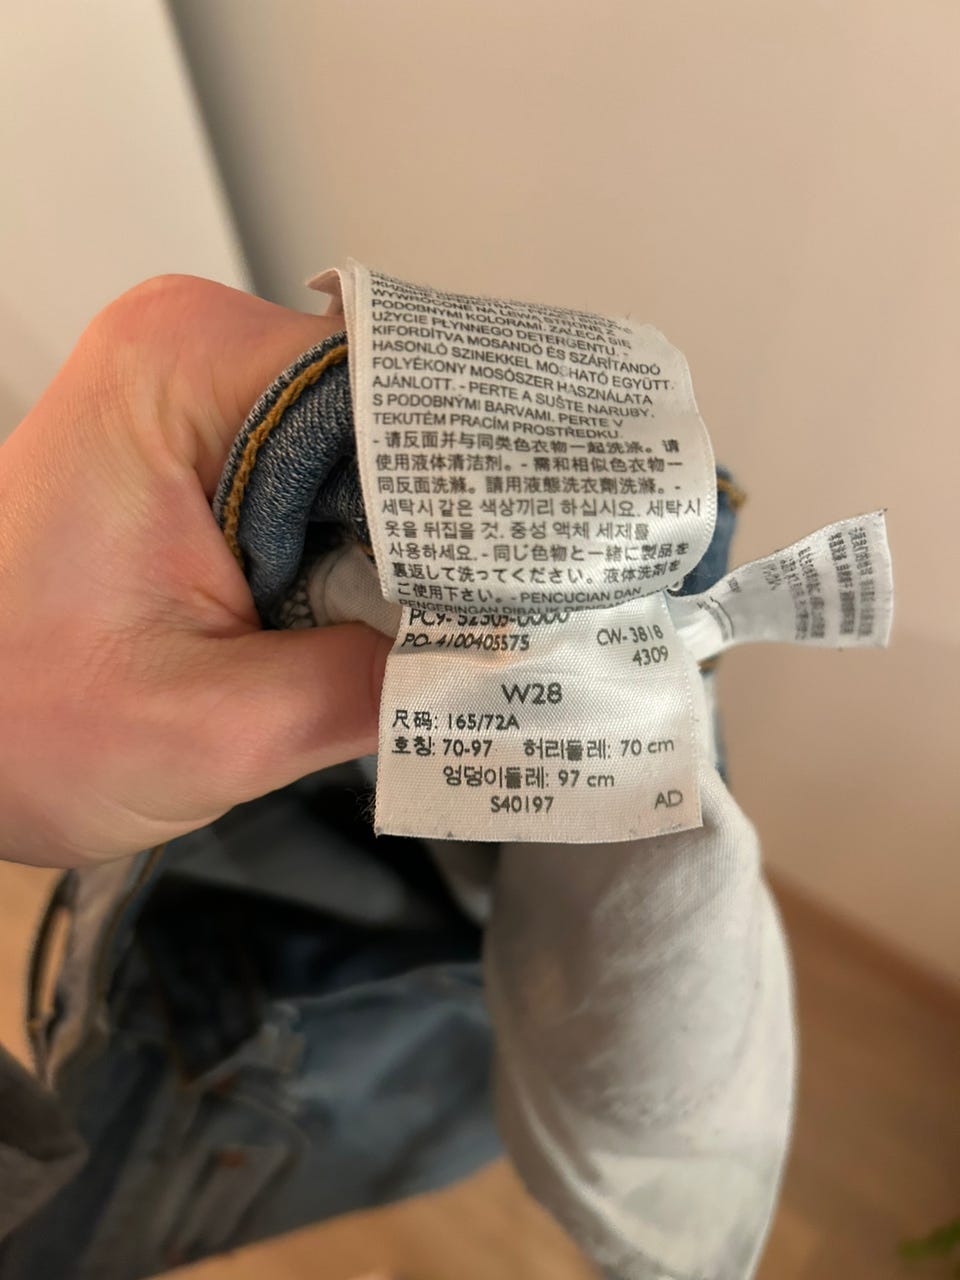 WYWRÓCONE NA LEWĄ STRONĘ Z
PODOBNYMI KOLORAMI. ZALECA SIĘ
UŻYCIE PŁYNNEGO DETERGENTU. -
KIFORDÍTVA MOSANDÓ ÉS SZÁRÍTANDÓ
HASONLÓ SZINEKKEL MOSHATÓ EGYÜTT.
FOLYÉKONY MOSÓSZER HASZNÁLATA
AJÁNLOTT. - PERTE A SUŠTE NARUBY.
S PODOBNÝMI BARVAMI. PERTE V
TEKUTÉM PRACÍM PROSTŘEDKU.
- 请反面并与同类色衣物一起洗涤。请
使用液体清洁剂。- 需和相似色衣物一
同反面洗滌。請用液態洗衣劑洗滌。-
세탁시 같은 색상끼리 하십시요. 세탁시
옷을 뒤집을 것. 중성 액체 세제를
사용하세요. - 同じ色物と一緒に製品を
裏返して洗ってください。液体洗剤を
ご使用下さい。- PENCUCIAN DAN
PENGERINGAN DIBALIK DENGAN
PC9- 52305-0000
PO- 4100405575 CW- 3818
4309
W28
尺码: 165/72A
호칭: 70-97 허리둘레: 70 cm
엉덩이둘레: 97 cm
S40197 AD